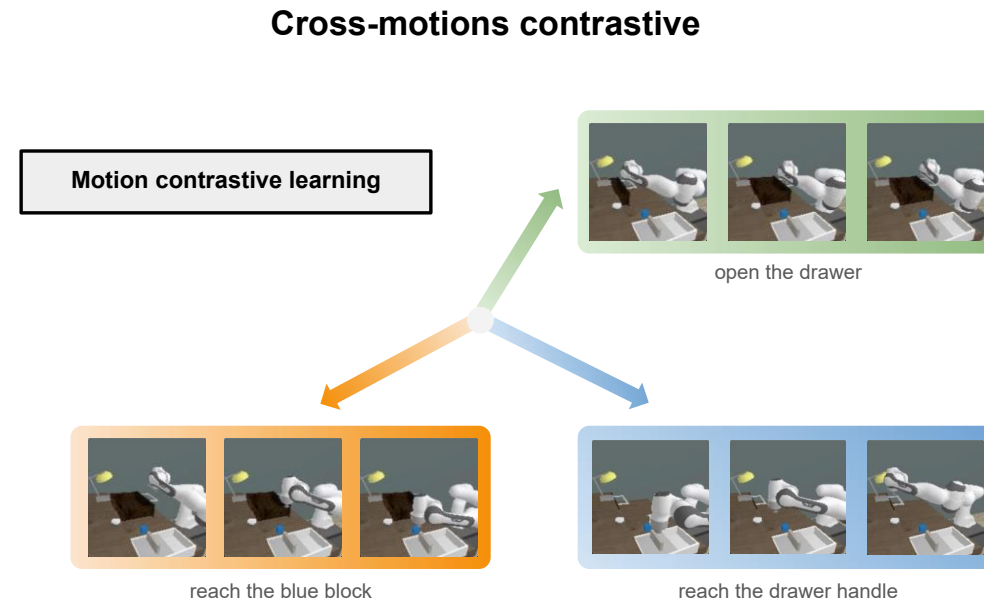 Cross-motions contrastive
Motion contrastive learning
open the drawer
reach the blue block
reach the drawer handle